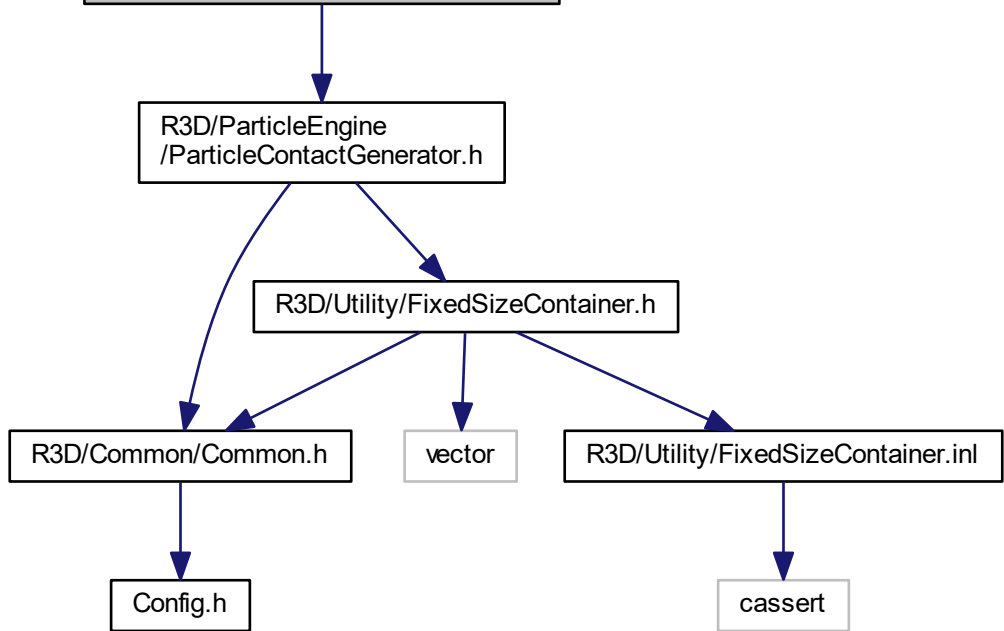 R3D/ParticleEngine
/ParticleContactGenerator.h
R3D/Utility/FixedSizeContainer.h
R3D/Common/Common.h
vector
R3D/Utility/FixedSizeContainer.inl
Config.h
cassert